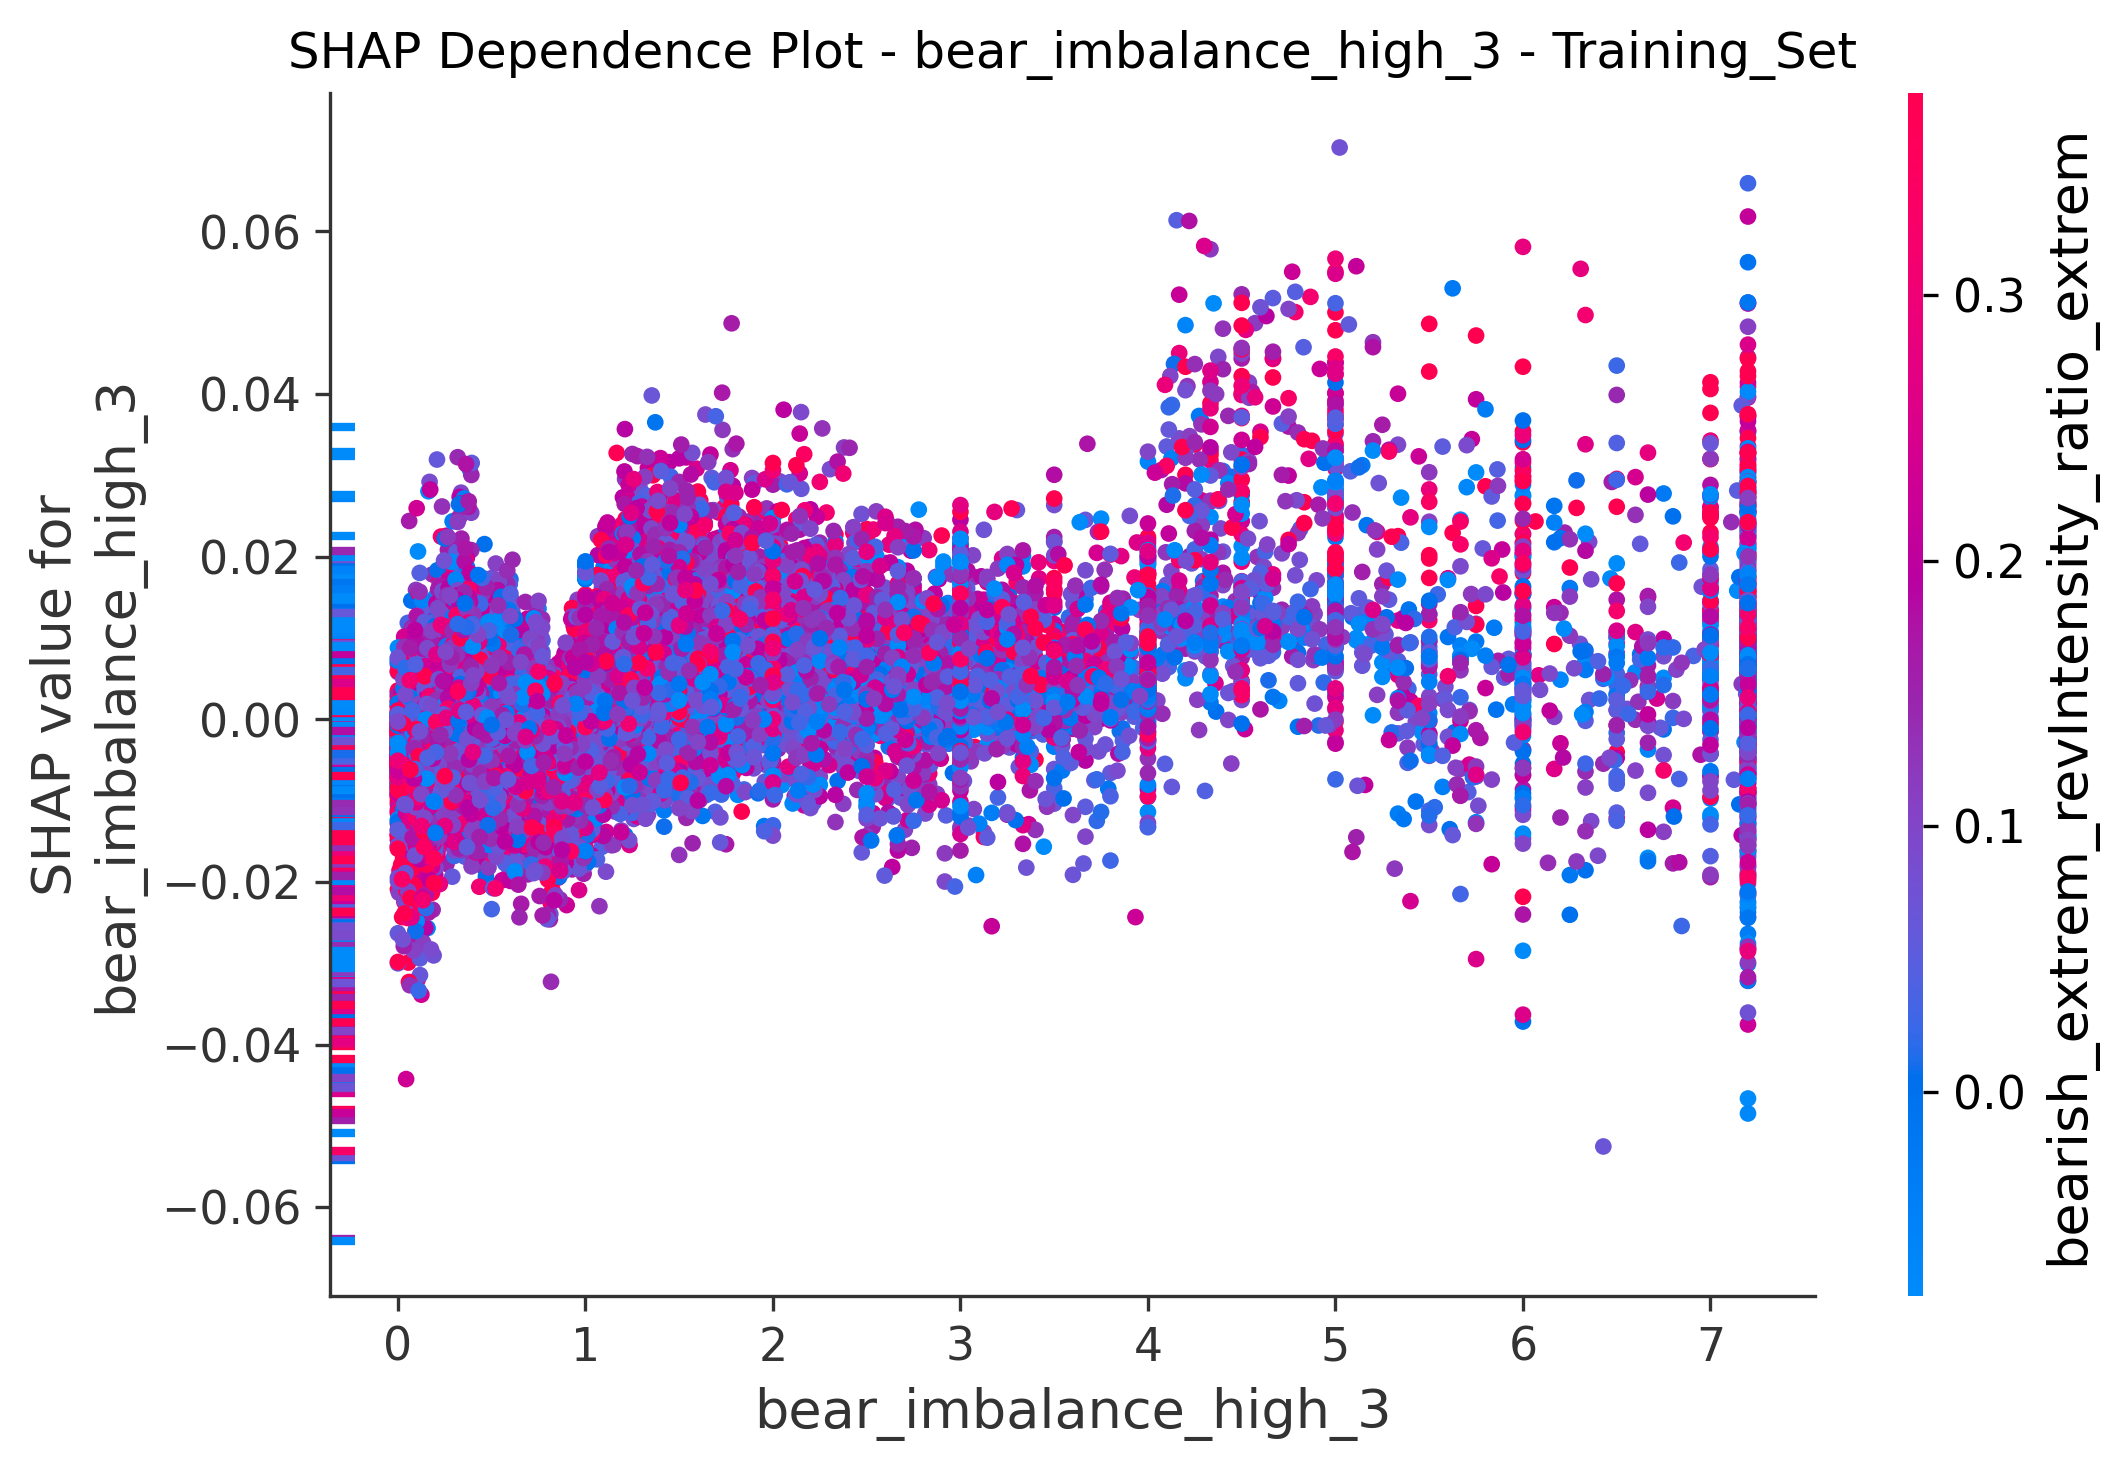 SHAP Dependence Plot - bear_imbalance_high_3 - Training_Set
SHAP value for
bear_imbalance_high_3
0.06
0.04
0.02
0.00
−0.02
−0.04
−0.06
0 1 2 3 4 5 6 7
bear_imbalance_high_3
0.3
0.2
0.1
0.0
bearish_extrem_revIntensity_ratio_extrem